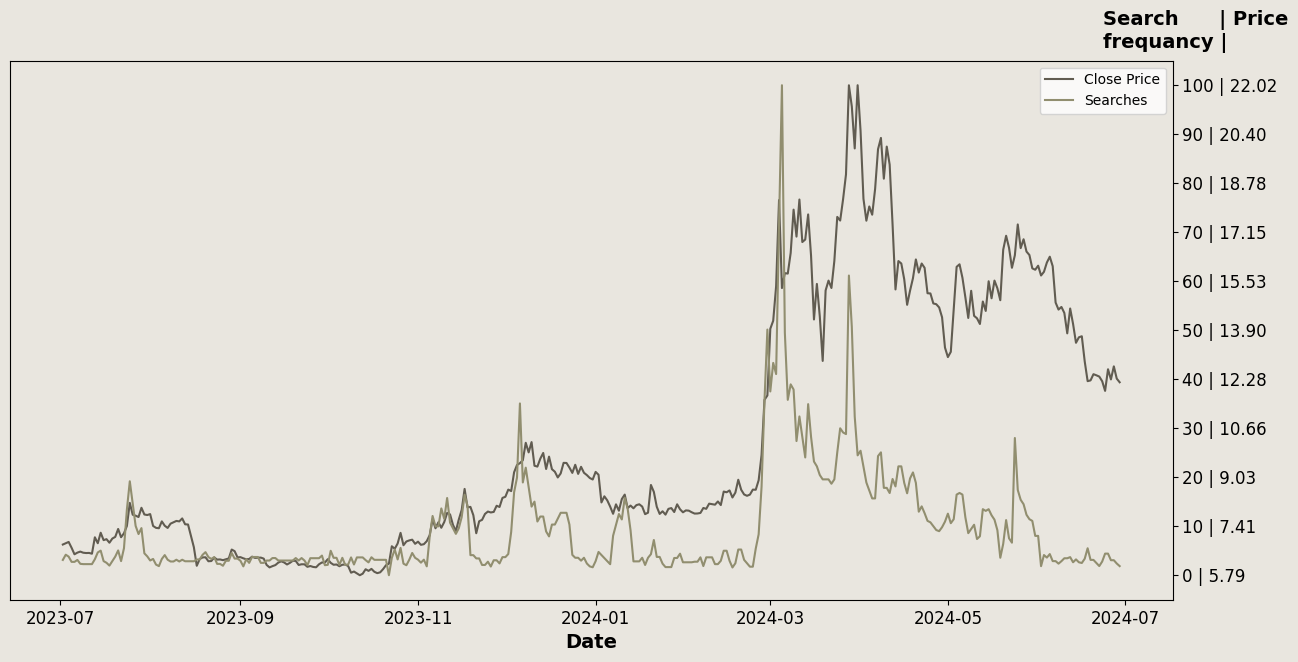 Search | Price
frequancy |
Close Price
Searches
100 | 22.02
90 | 20.40
80 | 18.78
70 | 17.15
60 | 15.53
50 | 13.90
40 | 12.28
30 | 10.66
20 | 9.03
10 | 7.41
0 | 5.79
2023-07 2023-09 2023-11 2024-01 2024-03 2024-05 2024-07
Date